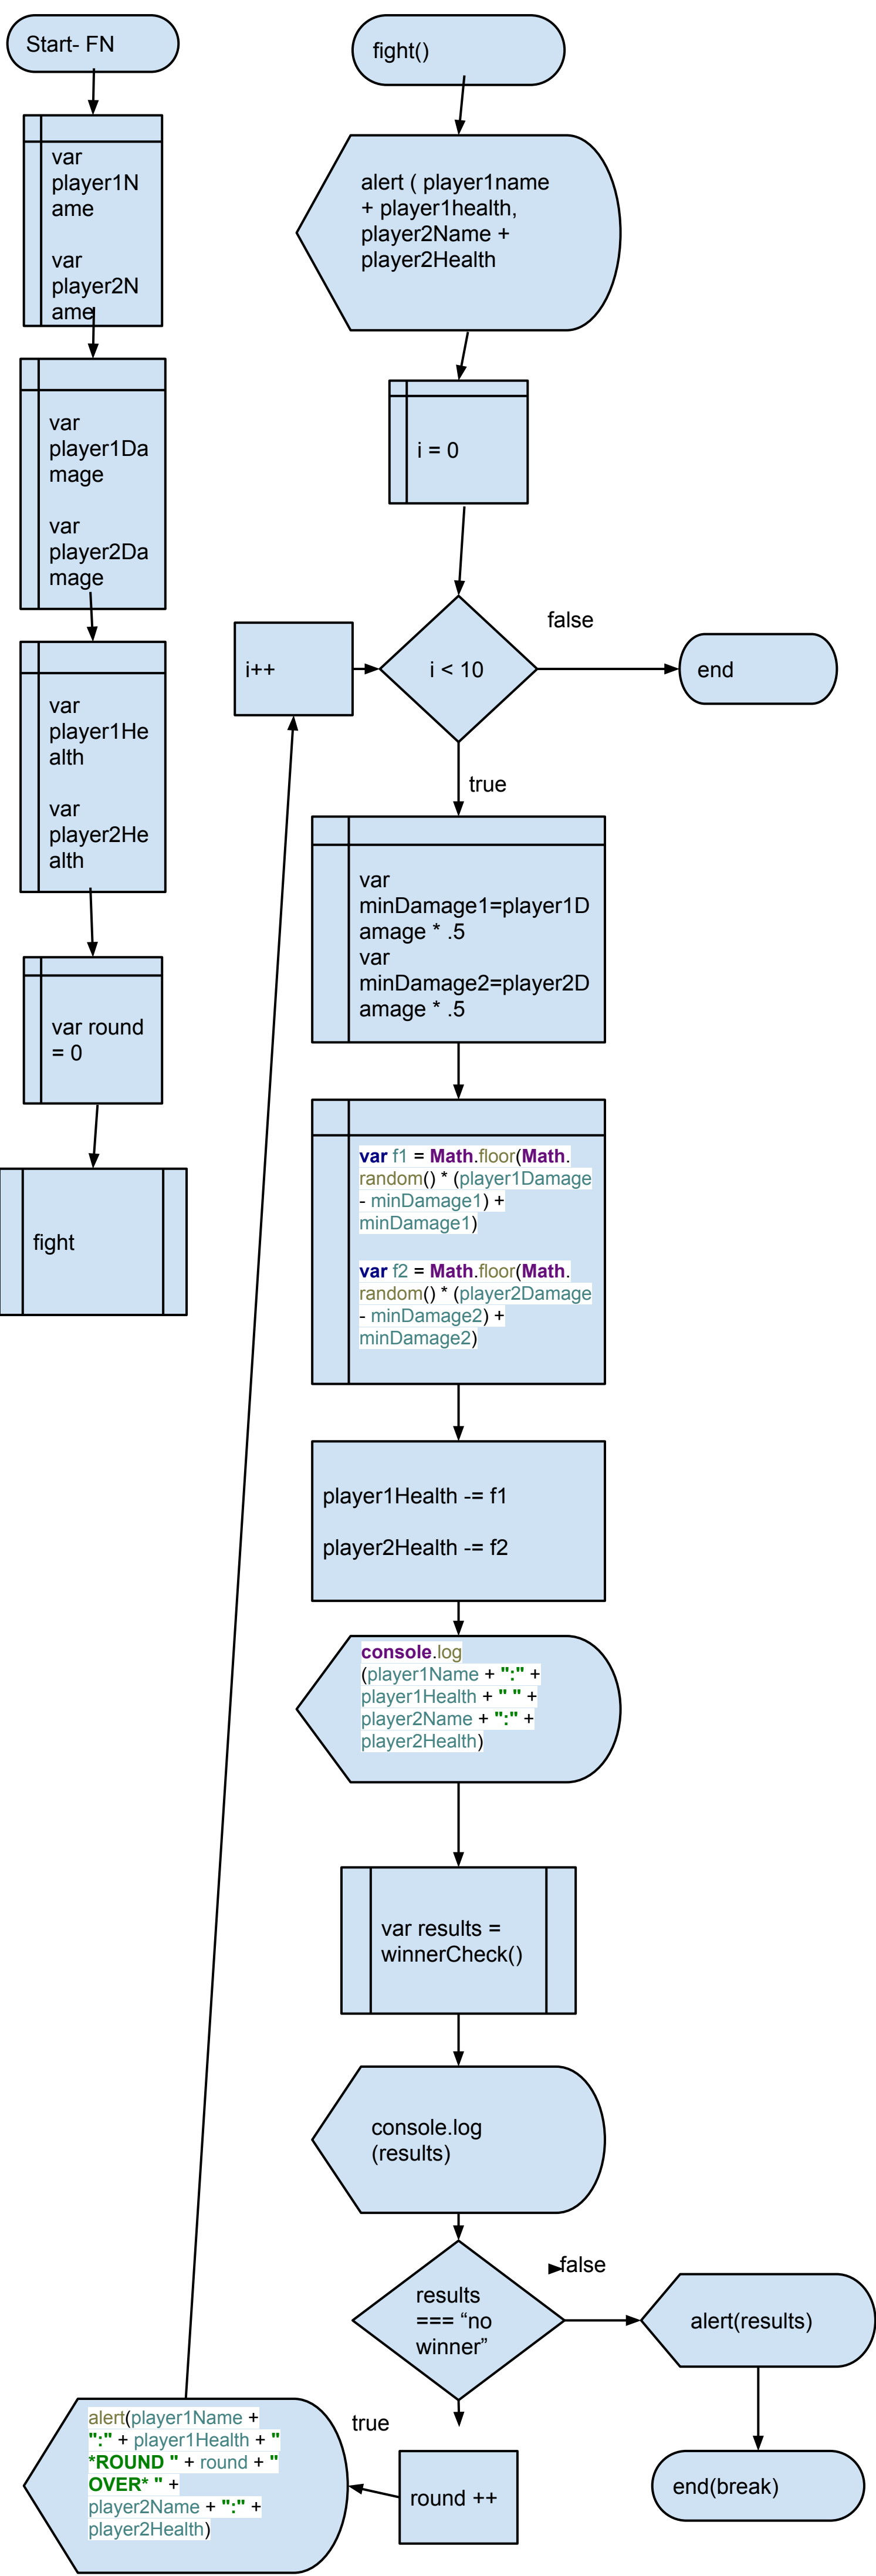 Start- FN
var
player1N
ame
var
player2N
ame
var
player1Da
mage
var
player2Da
mage
var
player1He
alth
var
player2He
alth
var round
= 0
fight
fight()
alert ( player1name
+ player1health,
player2Name +
player2Health
i = 0
i++
i < 10
false
end
true
var
minDamage1=player1D
amage * .5
var
minDamage2=player2D
amage * .5
var f1 = Math.floor(Math.
random() * (player1Damage
- minDamage1) +
minDamage1)
var f2 = Math.floor(Math.
random() * (player2Damage
- minDamage2) +
minDamage2)
player1Health -= f1
player2Health -= f2
console.log
(player1Name + ":" +
player1Health + " " +
player2Name + ":" +
player2Health)
var results =
winnerCheck()
console.log
(results)
results
=== “no
winner”
false
alert(results)
end(break)
true
round ++
alert(player1Name +
":" + player1Health + "
*ROUND " + round + "
OVER* " +
player2Name + ":" +
player2Health)